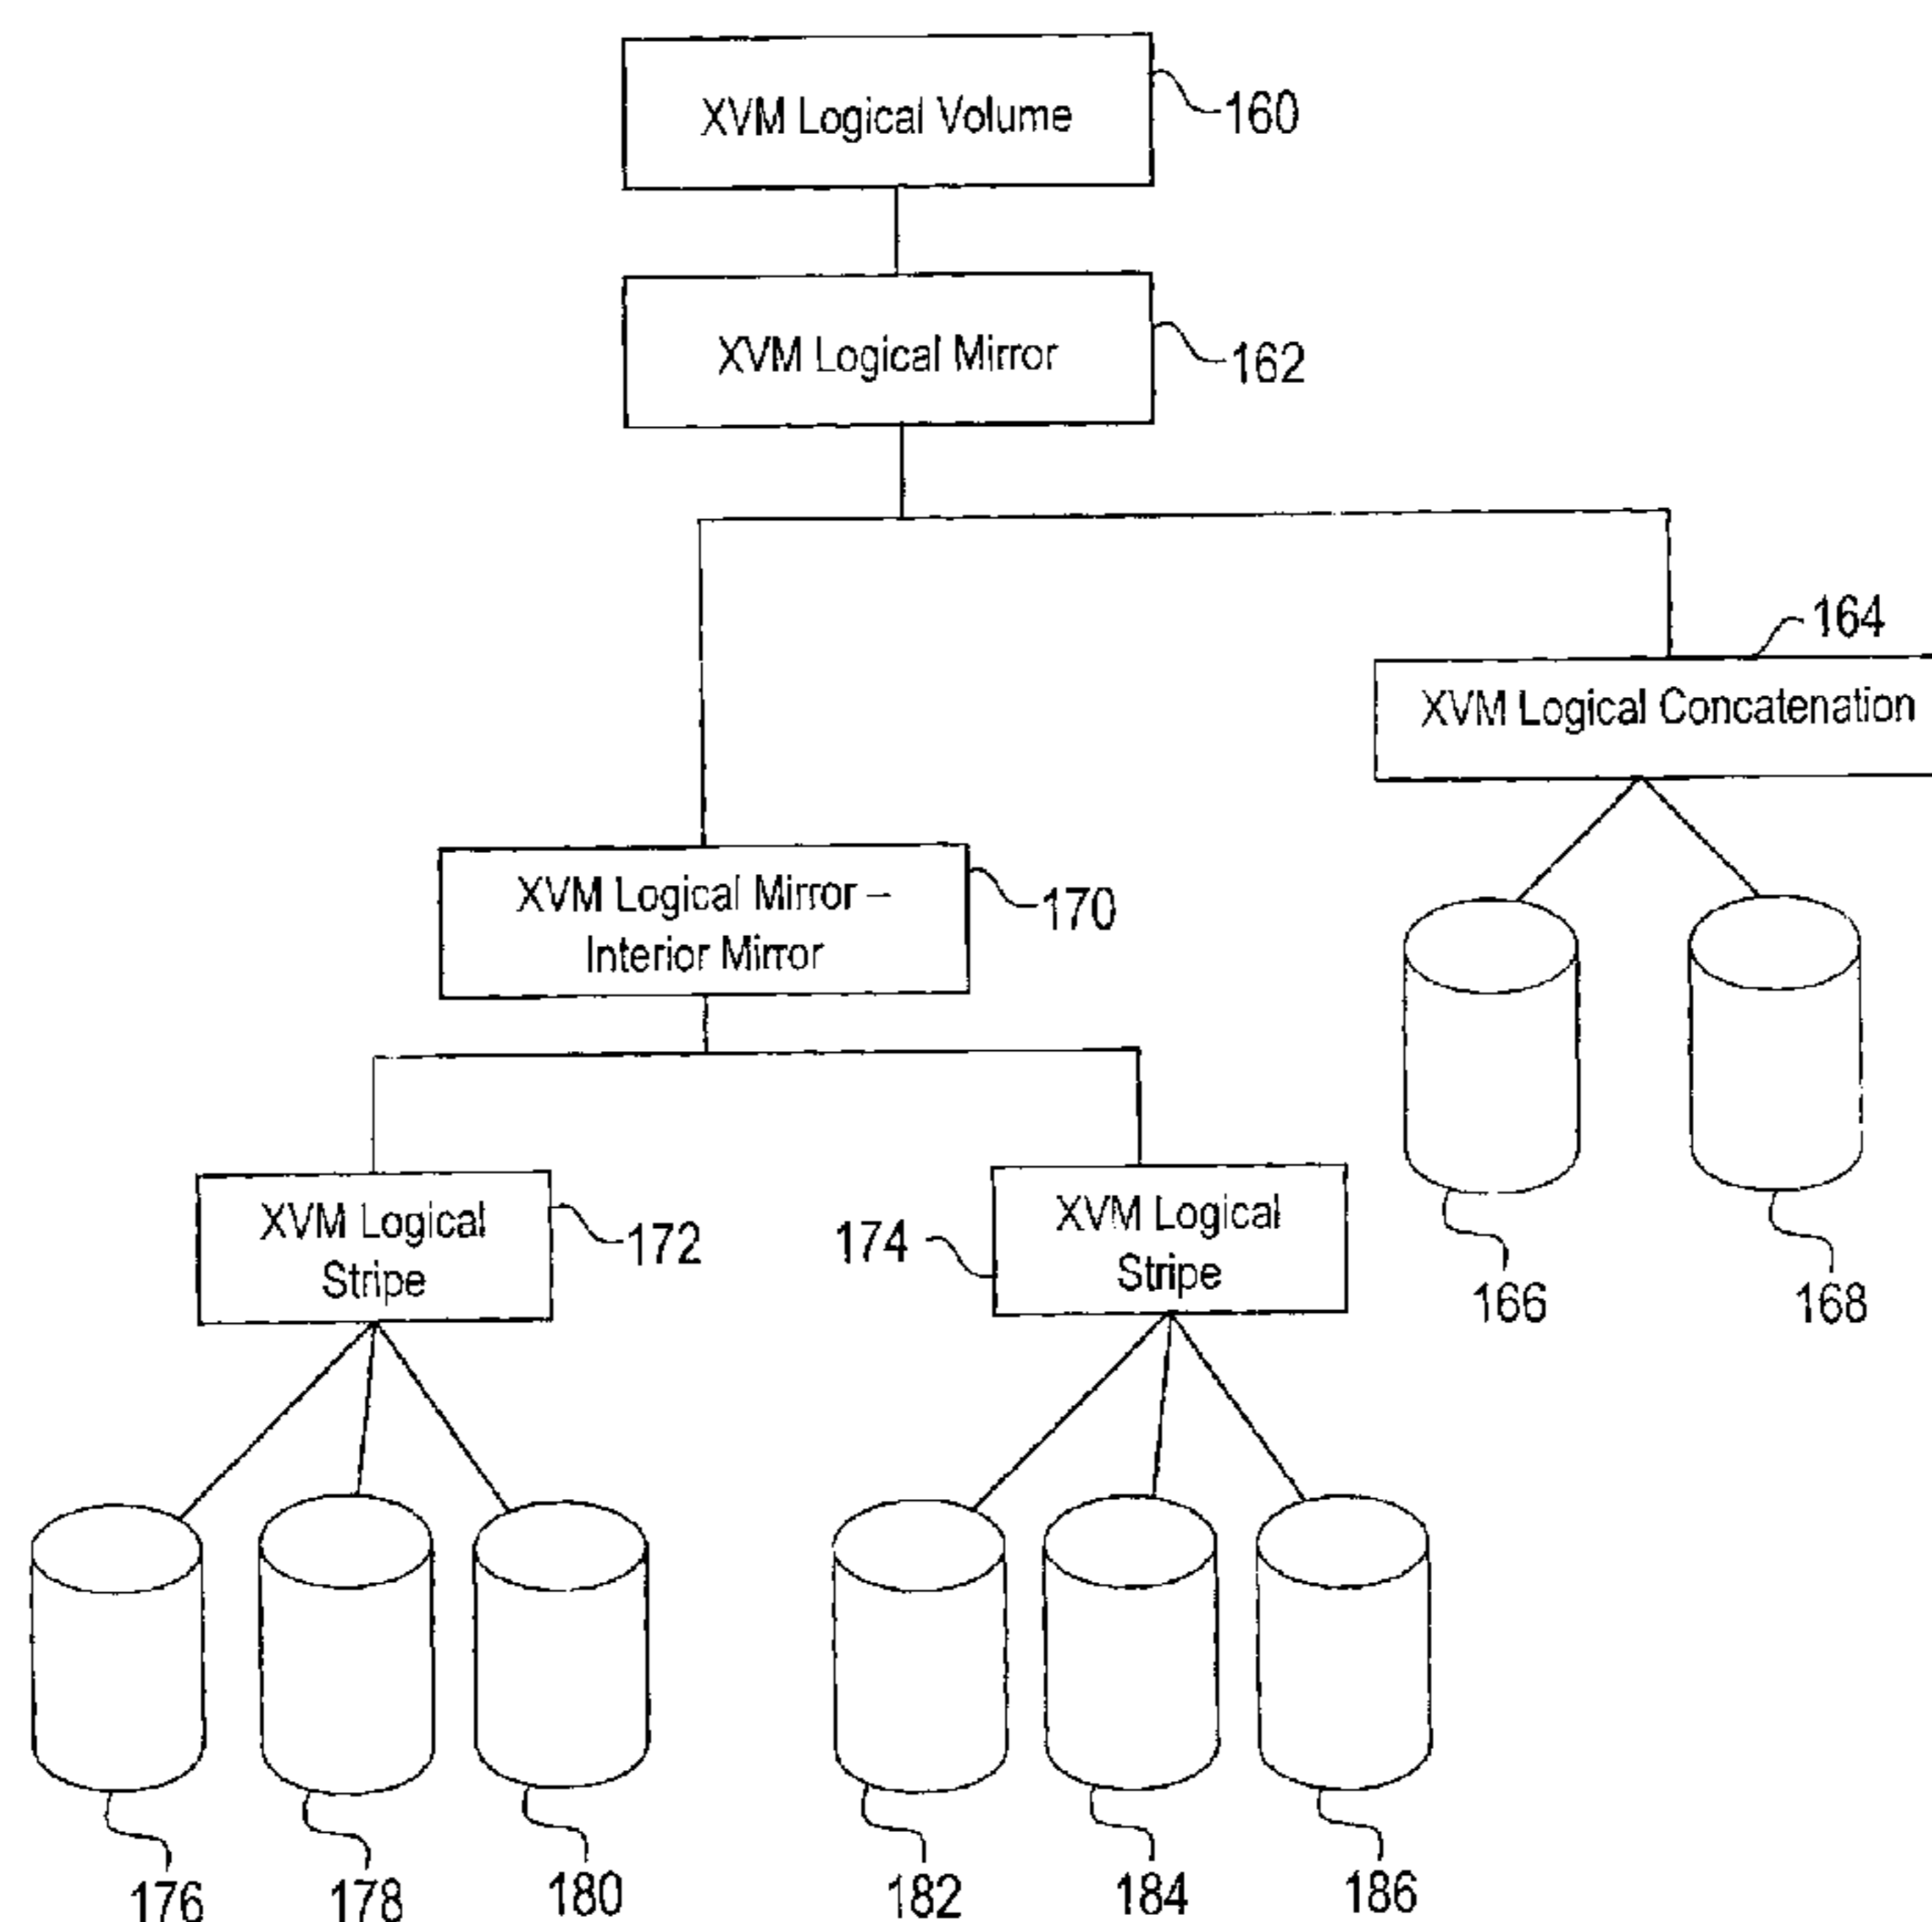 XVM Logical Volume
160
XVM Logical Mirror
162
164
XVM Logical Concatenation
XVM Logical Mirror –
Interior Mirror
170
XVM Logical
Stripe
172
174
XVM Logical
Stripe
166
168
176
178
180
182
184
186